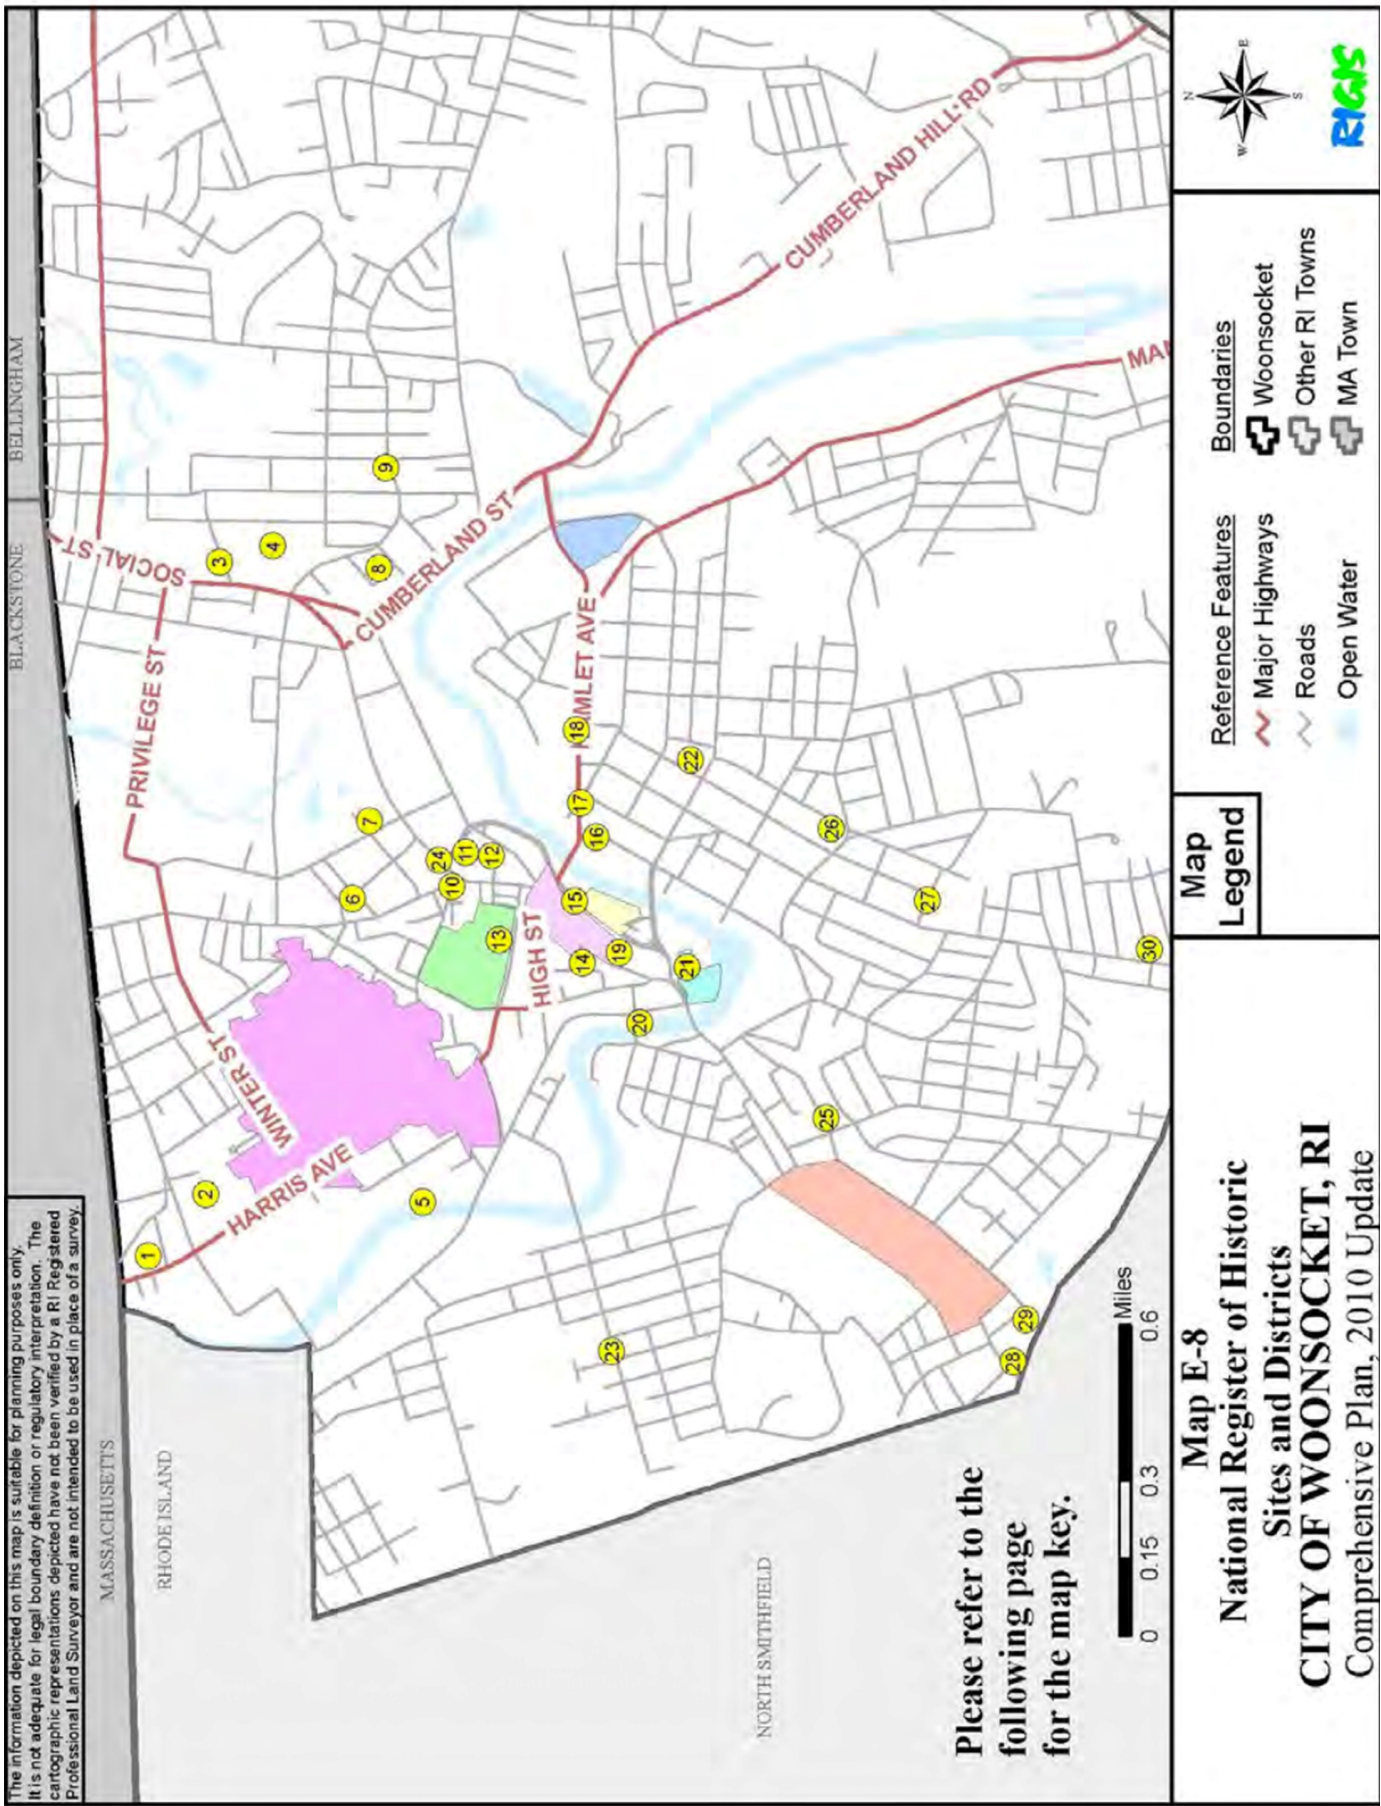 The information depicted on this map is suitable for planning purposes only.
It is not adequate for legal boundary definition or regulatory interpretation. The
cartographic representations depicted have not been verified by a RI Registered
Professional Land Surveyor and are not intended to be used in place of a survey.
MASSACHUSETTS
RHODE ISLAND
BLACKSTONE
BELLINGHAM
NORTH SMITHFIELD
SOCIAL ST
PRIVILEGE ST
WINTER ST
HARRIS AVE
HIGH ST
CUMBERLAND ST
CUMBERLAND HILL RD
MLET AVE
MAN
1
2
3
4
5
6
7
8
9
10
11
12
13
14
15
16
17
18
19
20
21
22
23
24
25
26
27
28
29
30
Please refer to the
following page
for the map key.
0 0.15 0.3 0.6
Miles
Map E-8
National Register of Historic
Sites and Districts
CITY OF WOONSOCKET, RI
Comprehensive Plan, 2010 Update
Map
Legend
Reference Features
Major Highways
Roads
Open Water
Boundaries
Woonsocket
Other RI Towns
MA Town
N
W
E
S
RIGIS